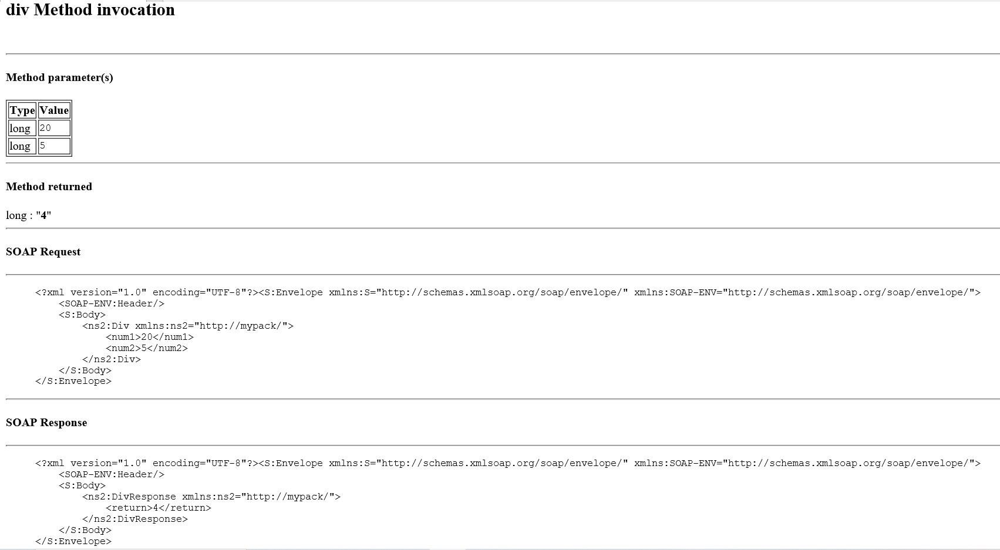 div Method invocation
Method parameter(s)
Type Value
long 20
long 5
Method returned
long : "4"
SOAP Request
<?xml version="1.0" encoding="UTF-8"?><S:Envelope xmlns:S="http://schemas.xmlsoap.org/soap/envelope/" xmlns:SOAP-ENV="http://schemas.xmlsoap.org/soap/envelope/">
<SOAP-ENV:Header/>
<S:Body>
<ns2:Div xmlns:ns2="http://mypack/">
<num1>20</num1>
<num2>5</num2>
</ns2:Div>
</S:Body>
</S:Envelope>
SOAP Response
<?xml version="1.0" encoding="UTF-8"?><S:Envelope xmlns:S="http://schemas.xmlsoap.org/soap/envelope/" xmlns:SOAP-ENV="http://schemas.xmlsoap.org/soap/envelope/">
<SOAP-ENV:Header/>
<S:Body>
<ns2:DivResponse xmlns:ns2="http://mypack/">
<return>4</return>
</ns2:DivResponse>
</S:Body>
</S:Envelope>